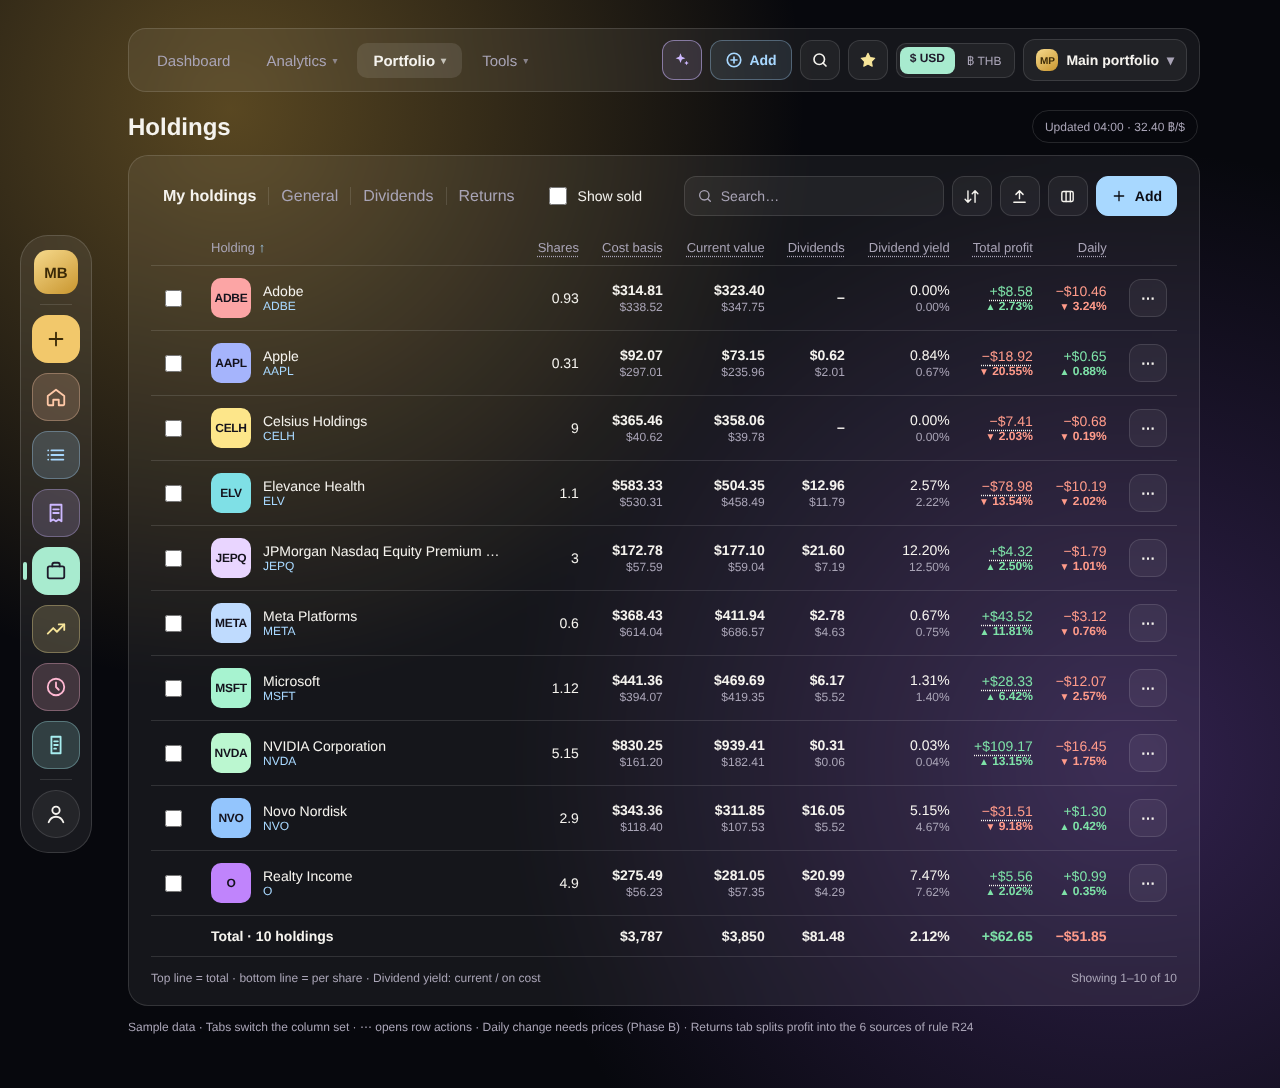 Dashboard Analytics ▾ Portfolio ▾ Tools ▾ Add $ USD ฿ THB MP Main portfolio ▾
Holdings
Updated 04:00 · 32.40 ฿/$
My holdings General Dividends Returns Show sold Search… Add
MB
Holding ↑ Shares Cost basis Current value Dividends Dividend yield Total profit Daily
ADBE Adobe 0.93 $314.81 $323.40 – 0.00% +$8.58 −$10.46 ⋯
ADBE $338.52 $347.75 0.00% ▲ 2.73% ▼ 3.24%
AAPL Apple 0.31 $92.07 $73.15 $0.62 0.84% −$18.92 +$0.65 ⋯
AAPL $297.01 $235.96 $2.01 0.67% ▼ 20.55% ▲ 0.88%
CELH Celsius Holdings 9 $365.46 $358.06 – 0.00% −$7.41 −$0.68 ⋯
CELH $40.62 $39.78 0.00% ▼ 2.03% ▼ 0.19%
ELV Elevance Health 1.1 $583.33 $504.35 $12.96 2.57% −$78.98 −$10.19 ⋯
ELV $530.31 $458.49 $11.79 2.22% ▼ 13.54% ▼ 2.02%
JEPQ JPMorgan Nasdaq Equity Premium … 3 $172.78 $177.10 $21.60 12.20% +$4.32 −$1.79 ⋯
JEPQ $57.59 $59.04 $7.19 12.50% ▲ 2.50% ▼ 1.01%
META Meta Platforms 0.6 $368.43 $411.94 $2.78 0.67% +$43.52 −$3.12 ⋯
META $614.04 $686.57 $4.63 0.75% ▲ 11.81% ▼ 0.76%
MSFT Microsoft 1.12 $441.36 $469.69 $6.17 1.31% +$28.33 −$12.07 ⋯
MSFT $394.07 $419.35 $5.52 1.40% ▲ 6.42% ▼ 2.57%
NVDA NVIDIA Corporation 5.15 $830.25 $939.41 $0.31 0.03% +$109.17 −$16.45 ⋯
NVDA $161.20 $182.41 $0.06 0.04% ▲ 13.15% ▼ 1.75%
NVO Novo Nordisk 2.9 $343.36 $311.85 $16.05 5.15% −$31.51 +$1.30 ⋯
NVO $118.40 $107.53 $5.52 4.67% ▼ 9.18% ▲ 0.42%
O Realty Income 4.9 $275.49 $281.05 $20.99 7.47% +$5.56 +$0.99 ⋯
O $56.23 $57.35 $4.29 7.62% ▲ 2.02% ▲ 0.35%
Total · 10 holdings $3,787 $3,850 $81.48 2.12% +$62.65 −$51.85
Top line = total · bottom line = per share · Dividend yield: current / on cost Showing 1–10 of 10
Sample data · Tabs switch the column set · ⋯ opens row actions · Daily change needs prices (Phase B) · Returns tab splits profit into the 6 sources of rule R24